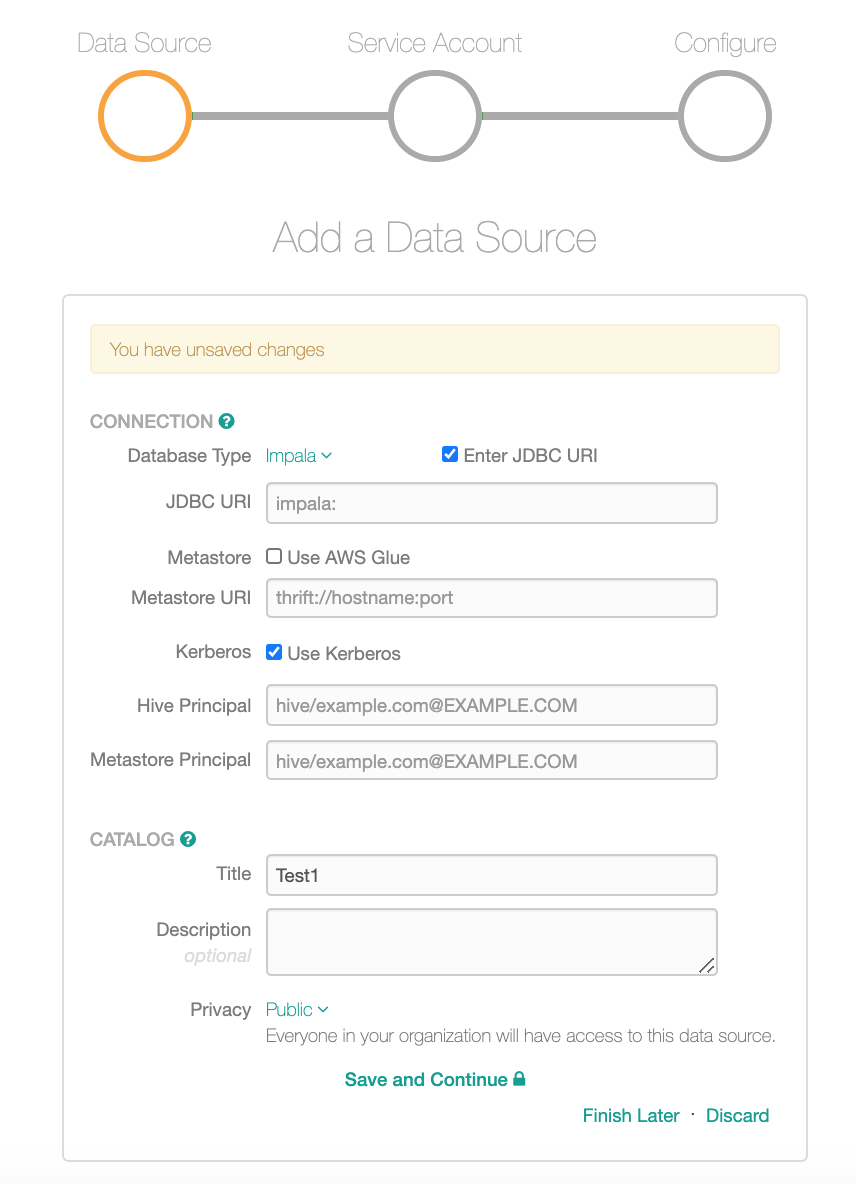 Data Source Service Account Configure
Add a Data Source
You have unsaved changes
CONNECTION
Database Type Impala Enter JDBC URI
JDBC URI impala:
Metastore Use AWS Glue
Metastore URI thrift://hostname:port
Kerberos Use Kerberos
Hive Principal hive/example.com@EXAMPLE.COM
Metastore Principal hive/example.com@EXAMPLE.COM
CATALOG
Title Test1
Description
optional
Privacy Public
Everyone in your organization will have access to this data source.
Save and Continue
Finish Later · Discard